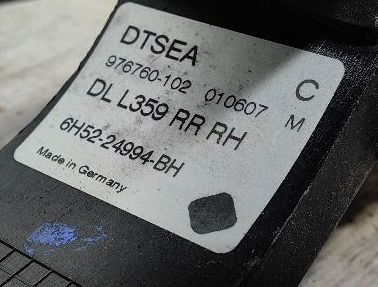 DTSEA
976760-102 010607 C
DL L359 RR RH M
6H52-24994-BH
Made in Germany